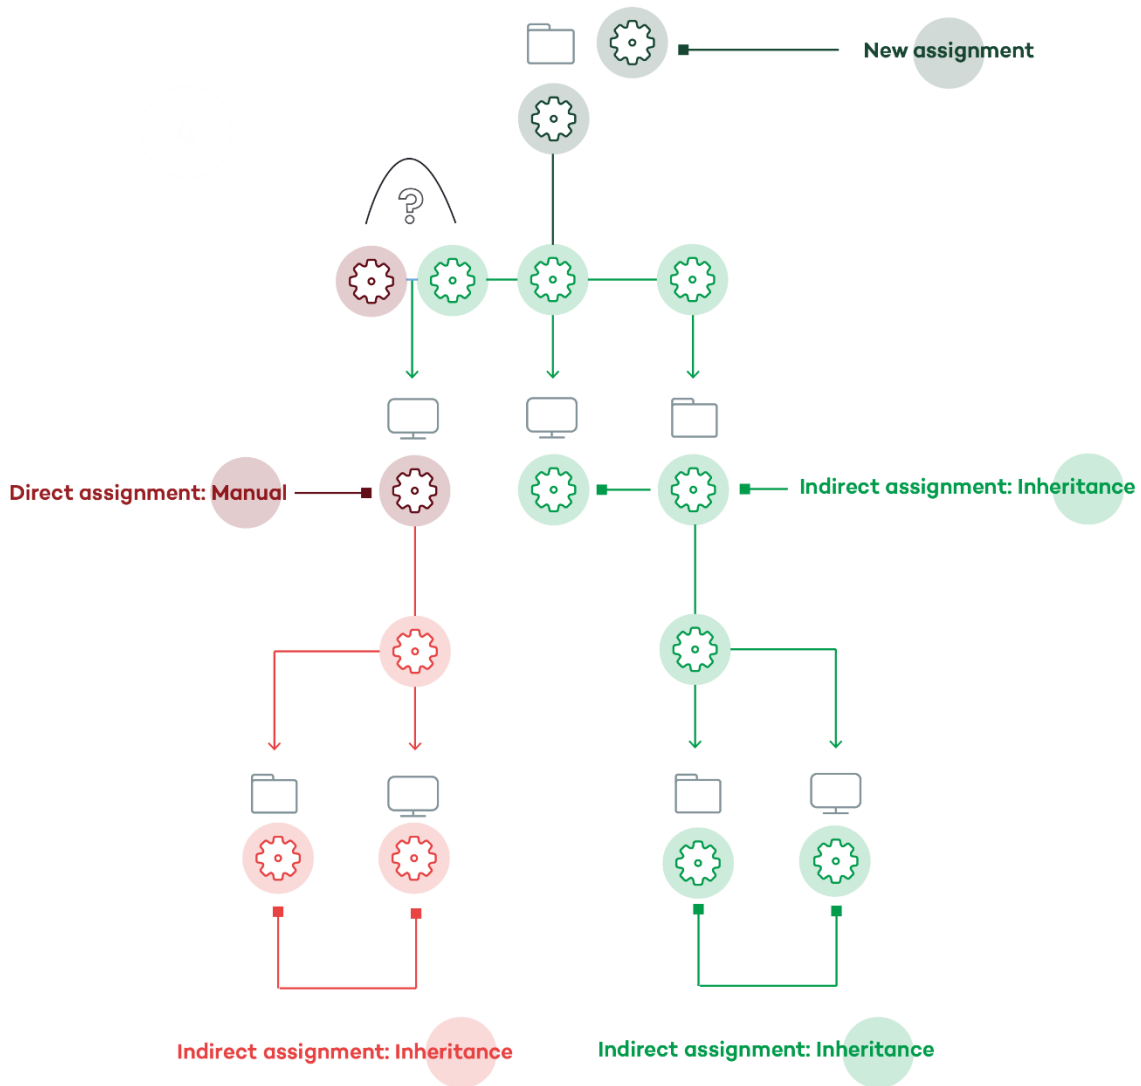 New assignment
?
Direct assignment: Manual
Indirect assignment: Inheritance
Indirect assignment: Inheritance
Indirect assignment: Inheritance